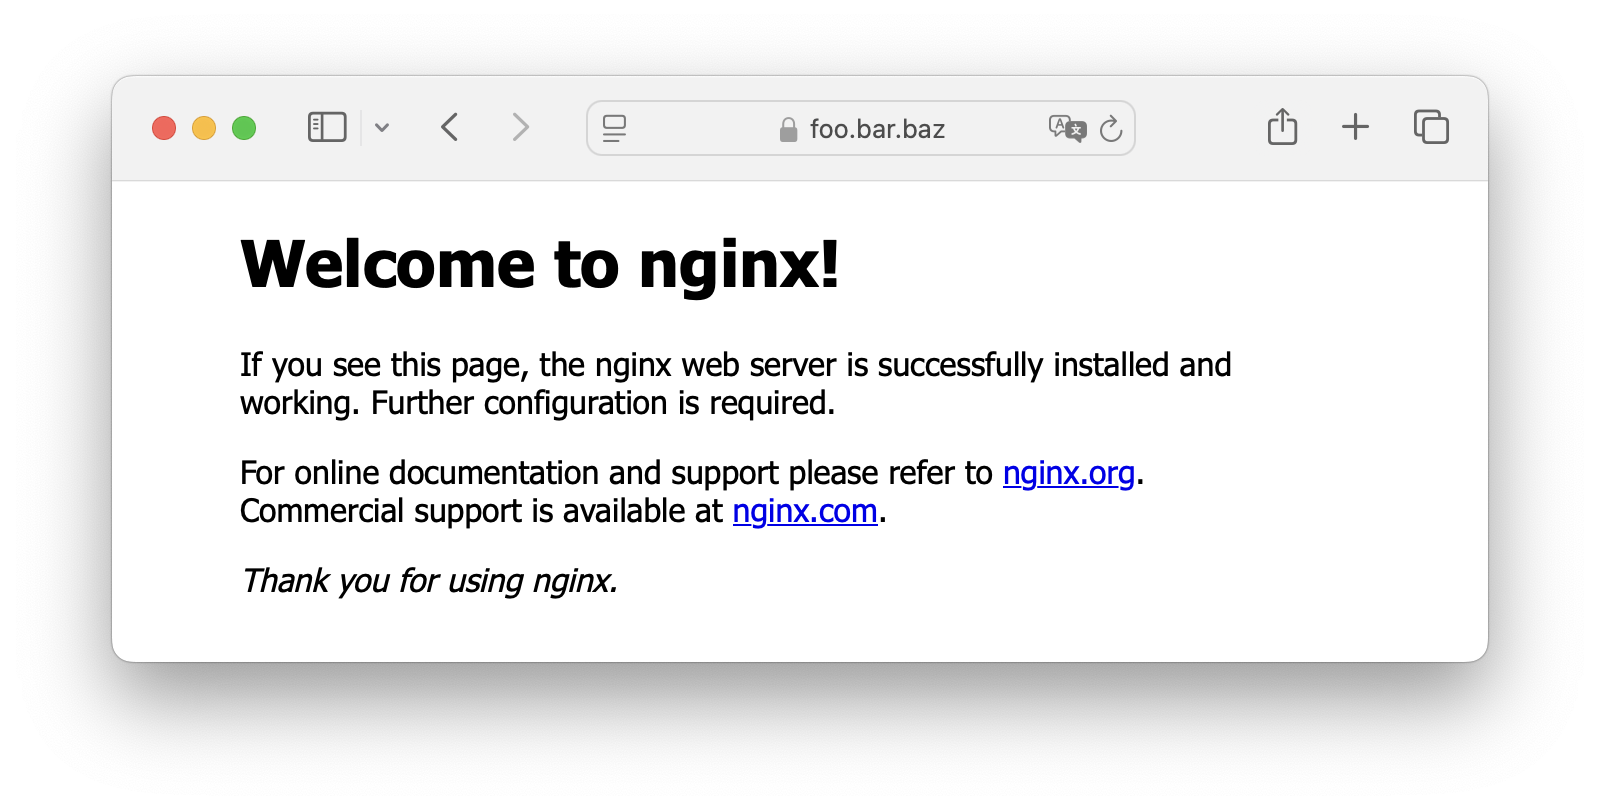 foo.bar.baz
Welcome to nginx!
If you see this page, the nginx web server is successfully installed and
working. Further configuration is required.
For online documentation and support please refer to nginx.org.
Commercial support is available at nginx.com.
Thank you for using nginx.